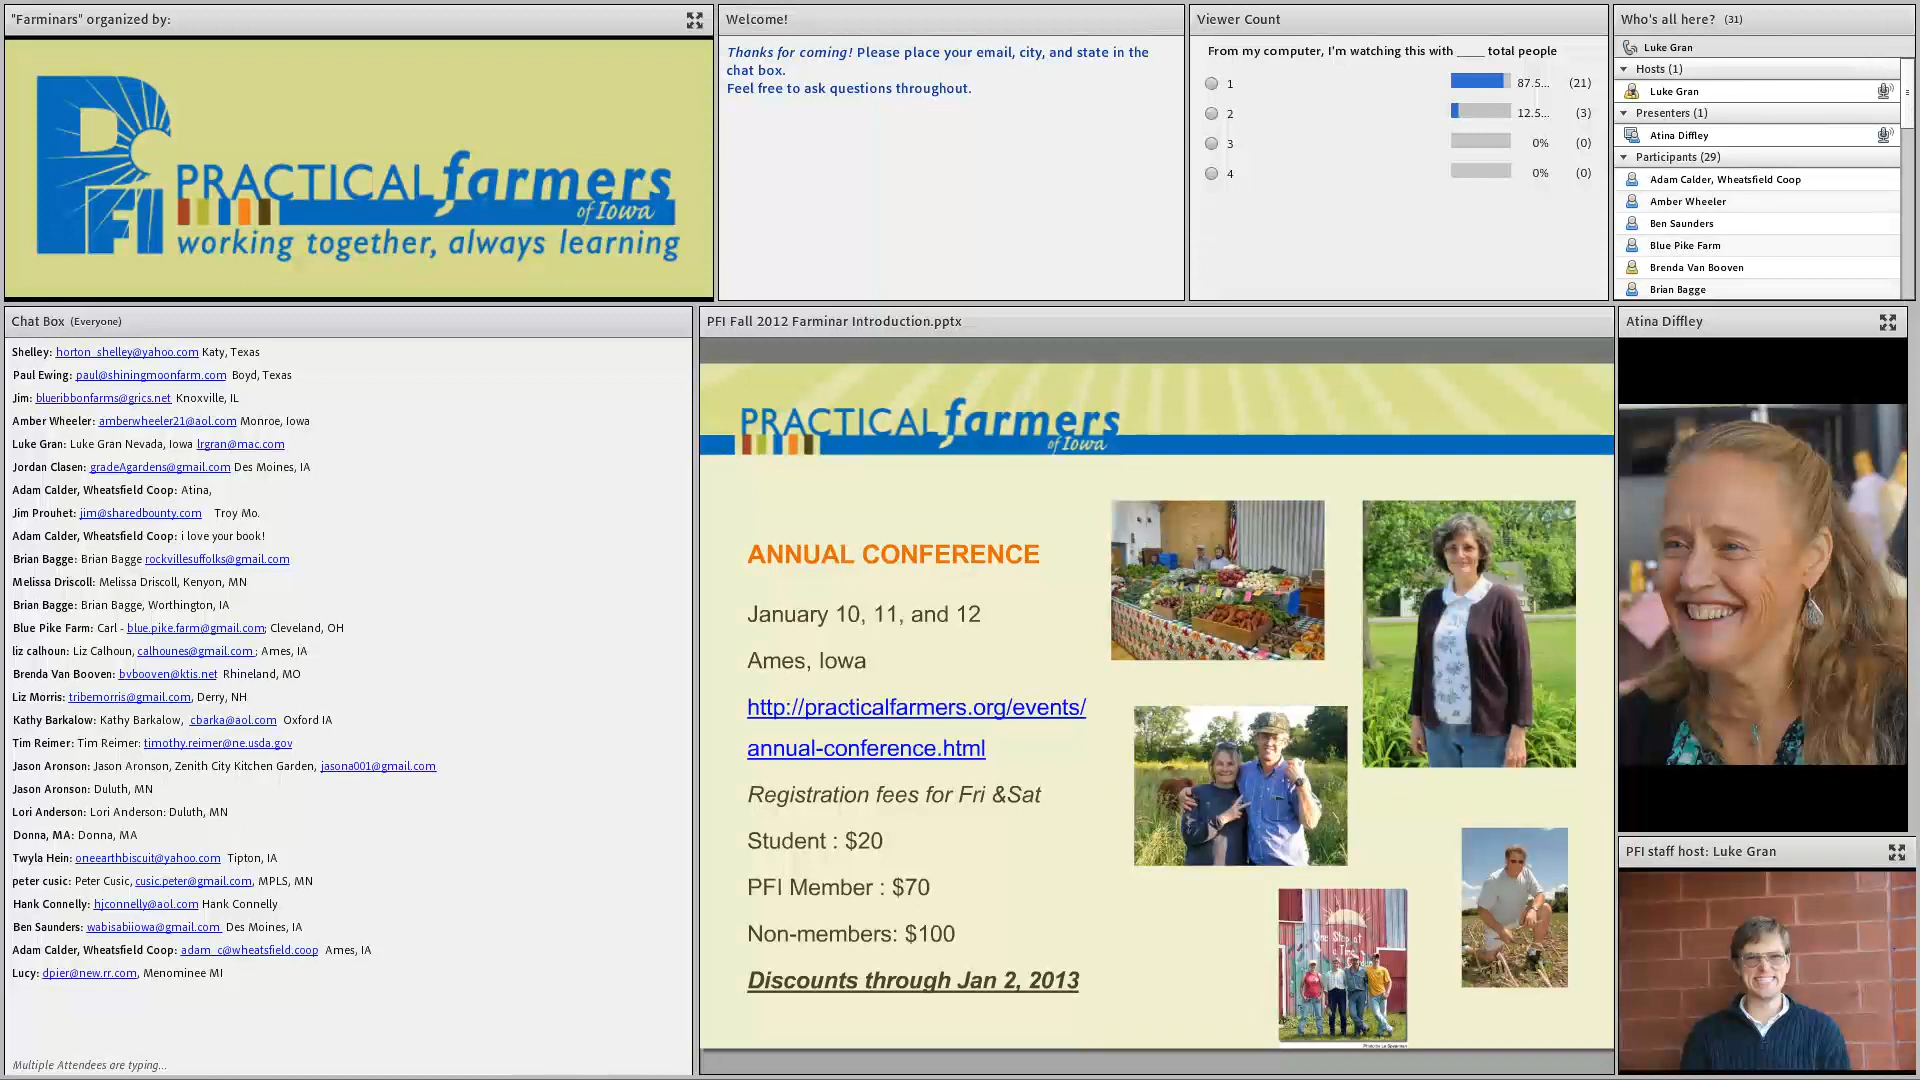 "Farminars" organized by:
PFI
PRACTICAL farmers
of Iowa
working together, always learning
Welcome!
Thanks for coming! Please place your email, city, and state in the
chat box.
Feel free to ask questions throughout.
Viewer Count
From my computer, I'm watching this with ____ total people
1 87.5... (21)
2 12.5... (3)
3 0% (0)
4 0% (0)
Who's all here? (31)
Luke Gran
Hosts (1)
Luke Gran
Presenters (1)
Atina Diffley
Participants (29)
Adam Calder, Wheatsfield Coop
Amber Wheeler
Ben Saunders
Blue Pike Farm
Brenda Van Booven
Brian Bagge
Chat Box (Everyone)
Shelley: horton_shelley@yahoo.com Katy, Texas
Paul Ewing: paul@shiningmoonfarm.com Boyd, Texas
Jim: blueribbonfarms@grics.net Knoxville, IL
Amber Wheeler: amberwheeler21@aol.com Monroe, Iowa
Luke Gran: Luke Gran Nevada, Iowa lrgran@mac.com
Jordan Clasen: gradeAgardens@gmail.com Des Moines, IA
Adam Calder, Wheatsfield Coop: Atina,
Jim Prouhet: jim@sharedbounty.com Troy Mo.
Adam Calder, Wheatsfield Coop: i love your book!
Brian Bagge: Brian Bagge rockvillesuffolks@gmail.com
Melissa Driscoll: Melissa Driscoll, Kenyon, MN
Brian Bagge: Brian Bagge, Worthington, IA
Blue Pike Farm: Carl - blue.pike.farm@gmail.com; Cleveland, OH
liz calhoun: Liz Calhoun, calhounes@gmail.com ; Ames, IA
Brenda Van Booven: bvbooven@ktis.net Rhineland, MO
Liz Morris: tribemorris@gmail.com, Derry, NH
Kathy Barkalow: Kathy Barkalow, cbarka@aol.com Oxford IA
Tim Reimer: Tim Reimer: timothy.reimer@ne.usda.gov
Jason Aronson: Jason Aronson, Zenith City Kitchen Garden, jasona001@gmail.com
Jason Aronson: Duluth, MN
Lori Anderson: Lori Anderson: Duluth, MN
Donna, MA: Donna, MA
Twyla Hein: oneearthbiscuit@yahoo.com Tipton, IA
peter cusic: Peter Cusic, cusic.peter@gmail.com, MPLS, MN
Hank Connelly: hjconnelly@aol.com Hank Connelly
Ben Saunders: wabisabiiowa@gmail.com Des Moines, IA
Adam Calder, Wheatsfield Coop: adam_c@wheatsfield.coop Ames, IA
Lucy: dpier@new.rr.com, Menominee MI
Multiple Attendees are typing...
PFI Fall 2012 Farminar Introduction.pptx
PRACTICAL farmers
of Iowa
ANNUAL CONFERENCE
January 10, 11, and 12
Ames, Iowa
http://practicalfarmers.org/events/
annual-conference.html
Registration fees for Fri &Sat
Student : $20
PFI Member : $70
Non-members: $100
Discounts through Jan 2, 2013
One Step at
a Time
Atina Diffley
PFI staff host: Luke Gran